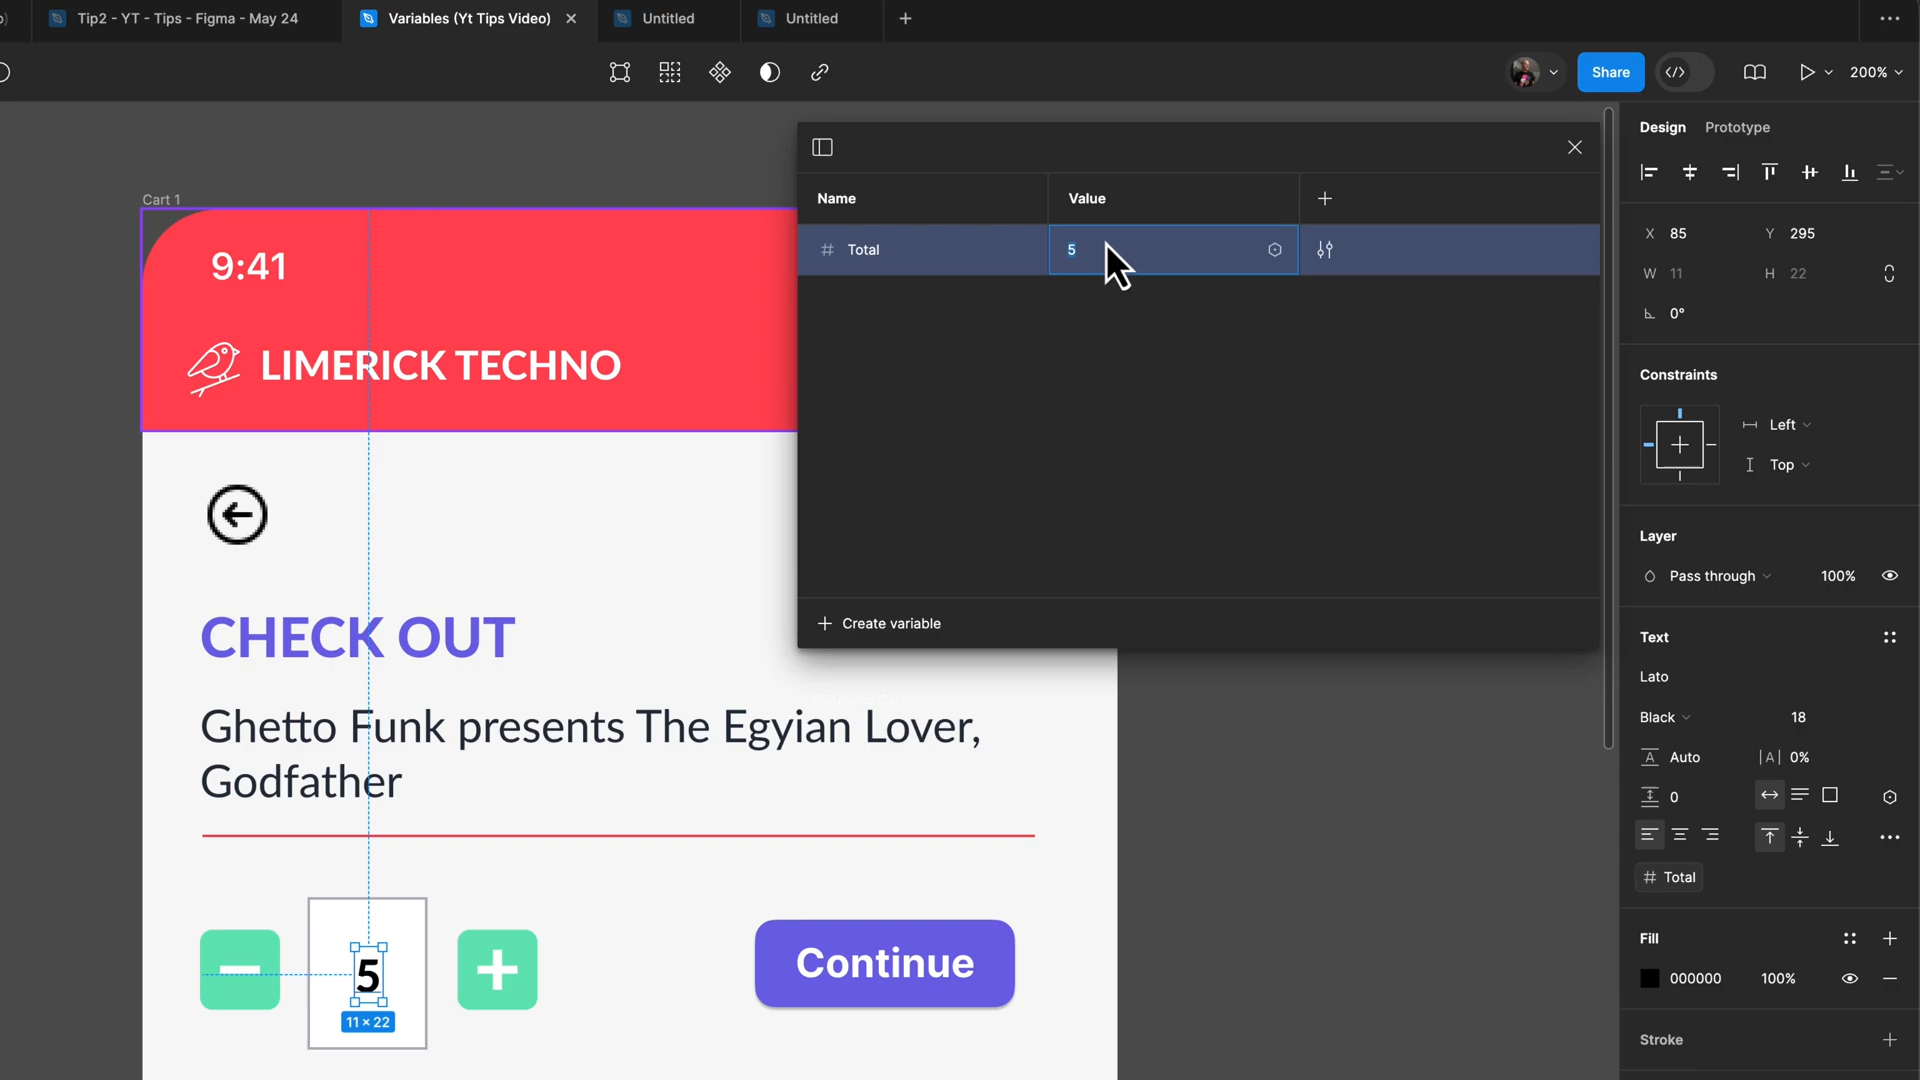 Tip2 - YT - Tips - Figma - May 24
Variables (Yt Tips Video)
Untitled
Untitled
Share
200%
Design
Prototype
Name
Value
Total
5
Create variable
X 85
Y 295
W 11
H 22
0°
Constraints
Left
Top
Layer
Pass through
100%
Text
Lato
Black
18
Auto
|A| 0%
0
# Total
Fill
000000
100%
Stroke
Cart 1
9:41
LIMERICK TECHNO
CHECK OUT
Ghetto Funk presents The Egyian Lover,
Godfather
5
11 × 22
Continue